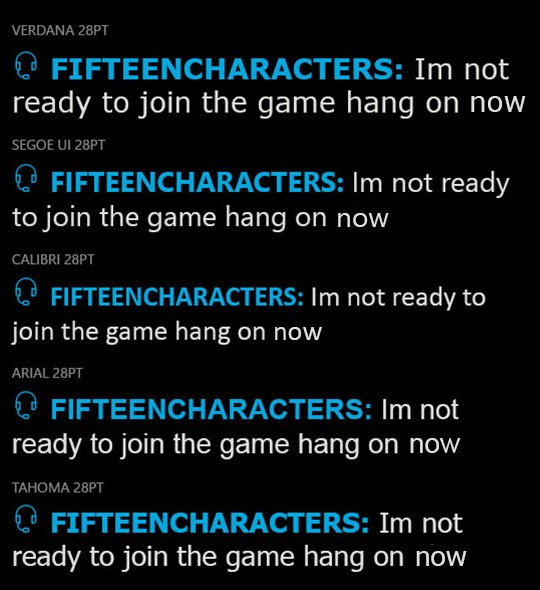 VERDANA 28PT
FIFTEENCHARACTERS: Im not
ready to join the game hang on now
SEGOE UI 28PT
FIFTEENCHARACTERS: Im not ready
to join the game hang on now
CALIBRI 28PT
FIFTEENCHARACTERS: Im not ready to
join the game hang on now
ARIAL 28PT
FIFTEENCHARACTERS: Im not
ready to join the game hang on now
TAHOMA 28PT
FIFTEENCHARACTERS: Im not
ready to join the game hang on now